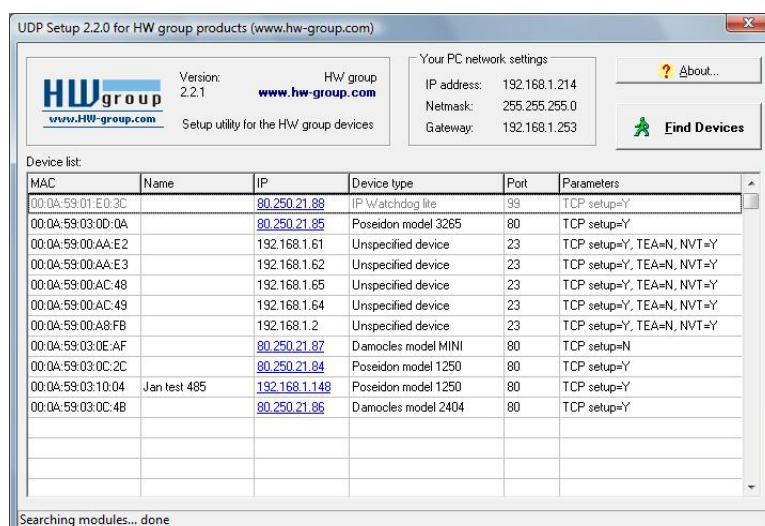 UDP Setup 2.2.0 for HW group products (www.hw-group.com)
HW group
www.HW-group.com
Version: HW group
2.2.1 www.hw-group.com
Setup utility for the HW group devices
Your PC network settings
IP address: 192.168.1.214
Netmask: 255.255.255.0
Gateway: 192.168.1.253
? About...
Find Devices
Device list:
MAC Name IP Device type Port Parameters
00:0A:59:01:E0:3C 80.250.21.88 IP Watchdog lite 99 TCP setup=Y
00:0A:59:03:0D:0A 80.250.21.85 Poseidon model 3265 80 TCP setup=Y
00:0A:59:00:AA:E2 192.168.1.61 Unspecified device 23 TCP setup=Y, TEA=N, NVT=Y
00:0A:59:00:AA:E3 192.168.1.62 Unspecified device 23 TCP setup=Y, TEA=N, NVT=Y
00:0A:59:00:AC:48 192.168.1.65 Unspecified device 23 TCP setup=Y, TEA=N, NVT=Y
00:0A:59:00:AC:49 192.168.1.64 Unspecified device 23 TCP setup=Y, TEA=N, NVT=Y
00:0A:59:00:A8:FB 192.168.1.2 Unspecified device 23 TCP setup=Y, TEA=N, NVT=Y
00:0A:59:03:0E:AF 80.250.21.87 Damocles model MINI 80 TCP setup=N
00:0A:59:03:0C:2C 80.250.21.84 Poseidon model 1250 80 TCP setup=Y
00:0A:59:03:10:04 Jan test 485 192.168.1.148 Poseidon model 1250 80 TCP setup=Y
00:0A:59:03:0C:4B 80.250.21.86 Damocles model 2404 80 TCP setup=Y
Searching modules... done